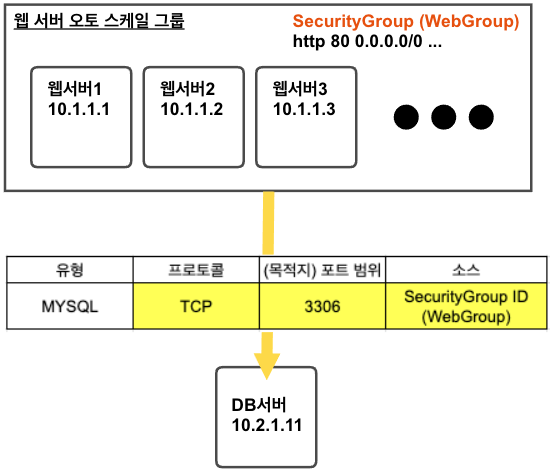 웹 서버 오토 스케일 그룹
SecurityGroup (WebGroup)
http 80 0.0.0.0/0 ...
웹서버1
10.1.1.1
웹서버2
10.1.1.2
웹서버3
10.1.1.3
유형 프로토콜 (목적지) 포트 범위 소스
MYSQL TCP 3306 SecurityGroup ID
(WebGroup)
DB서버
10.2.1.11